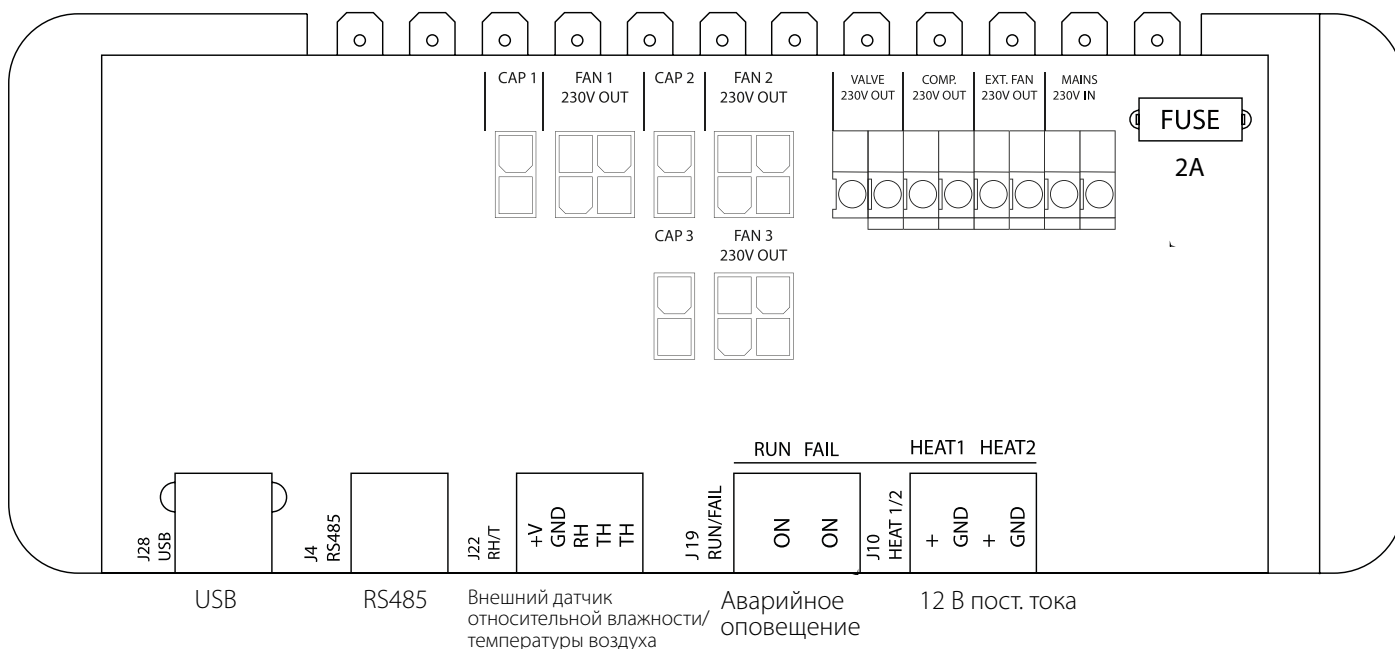 CAP 1
FAN 1
230V OUT
CAP 2
FAN 2
230V OUT
VALVE
230V OUT
COMP.
230V OUT
EXT. FAN
230V OUT
MAINS
230V IN
FUSE
2A
CAP 3
FAN 3
230V OUT
RUN FAIL
HEAT1 HEAT2
J28
USB
J4
RS485
J22
RH/T
+V
GND
RH
TH
TH
J19
RUN/FAIL
ON
ON
J10
HEAT 1/2
+
GND
+
GND
USB
RS485
Внешний датчик
относительной влажности/
температуры воздуха
Аварийное
оповещение
12 В пост. тока